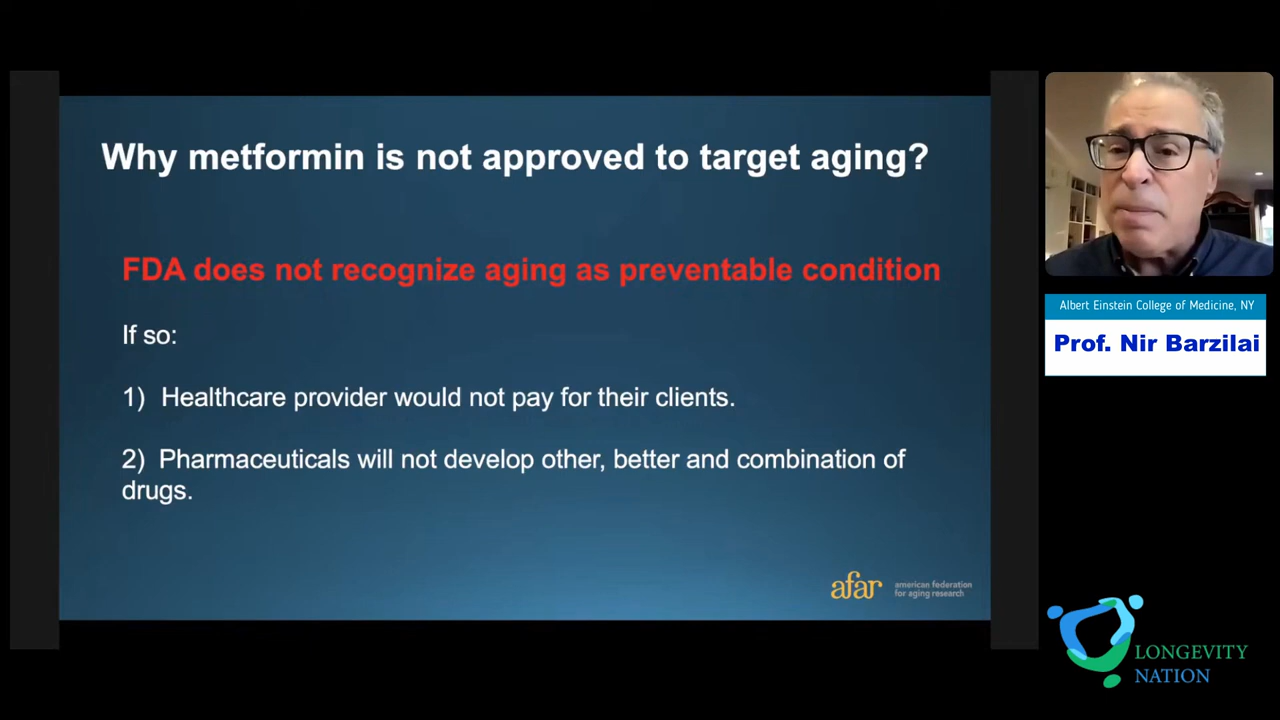 Why metformin is not approved to target aging?
FDA does not recognize aging as preventable condition
If so:
1) Healthcare provider would not pay for their clients.
2) Pharmaceuticals will not develop other, better and combination of
drugs.
afar american federation
for aging research
Albert Einstein College of Medicine, NY
Prof. Nir Barzilai
LONGEVITY
NATION